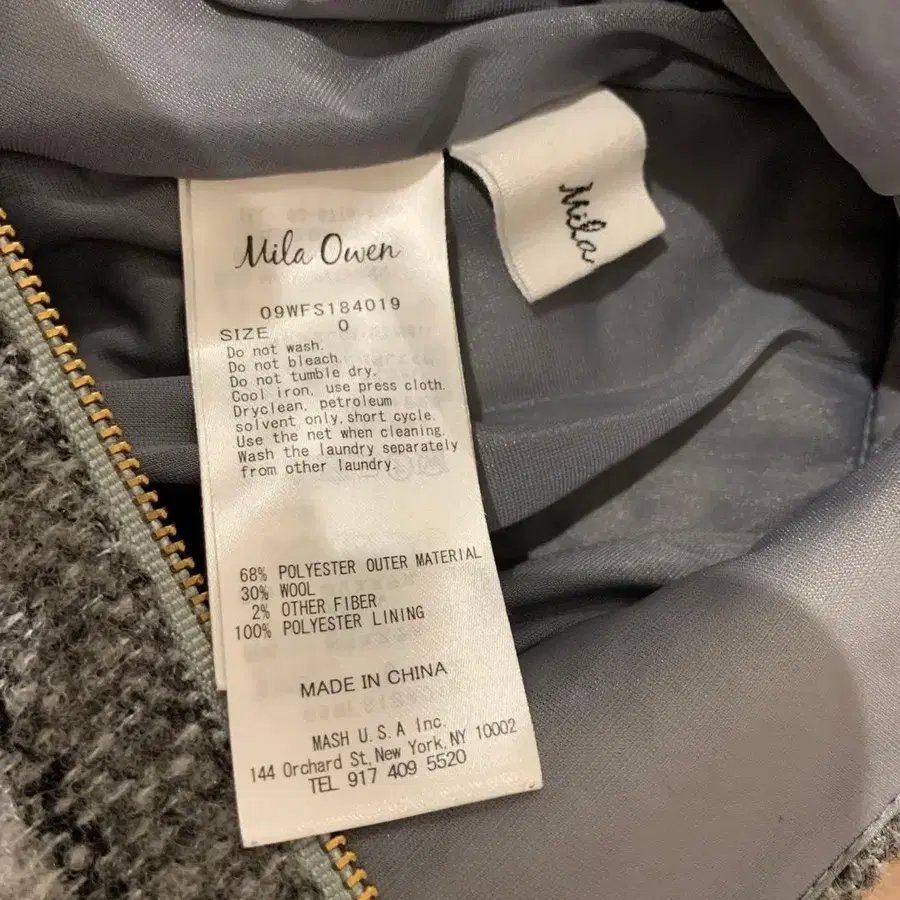 Mila Owen
09WFS184019
SIZE 0
Do not wash.
Do not bleach.
Do not tumble dry.
Cool iron, use press cloth.
Dryclean, petroleum
solvent only, short cycle.
Use the net when cleaning.
Wash the laundry separately
from other laundry.
68% POLYESTER OUTER MATERIAL
30% WOOL
2% OTHER FIBER
100% POLYESTER LINING
MADE IN CHINA
MASH U.S.A Inc.
144 Orchard St, New York, NY 10002
TEL 917 409 5520
Mila